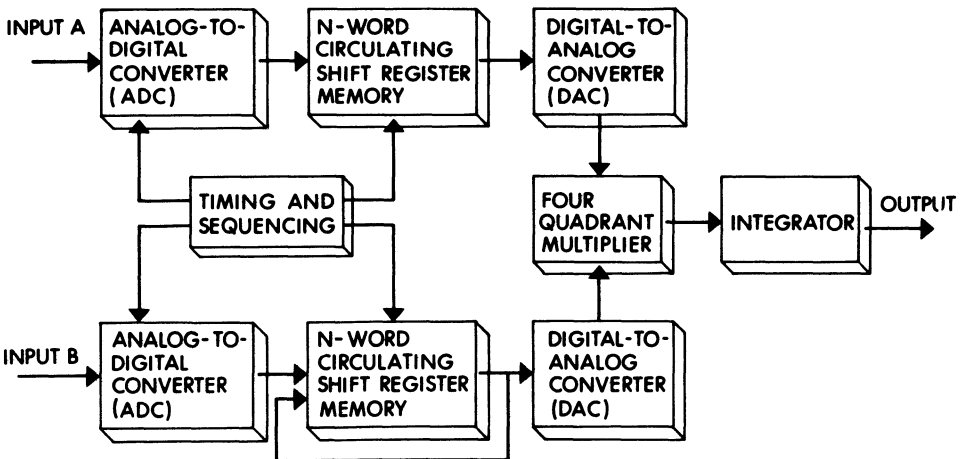 INPUT A
ANALOG-TO-
DIGITAL
CONVERTER
(ADC)
N-WORD
CIRCULATING
SHIFT REGISTER
MEMORY
DIGITAL-TO-
ANALOG
CONVERTER
(DAC)
TIMING AND
SEQUENCING
FOUR
QUADRANT
MULTIPLIER
INTEGRATOR
OUTPUT
INPUT B
ANALOG-TO-
DIGITAL
CONVERTER
(ADC)
N-WORD
CIRCULATING
SHIFT REGISTER
MEMORY
DIGITAL-TO-
ANALOG
CONVERTER
(DAC)